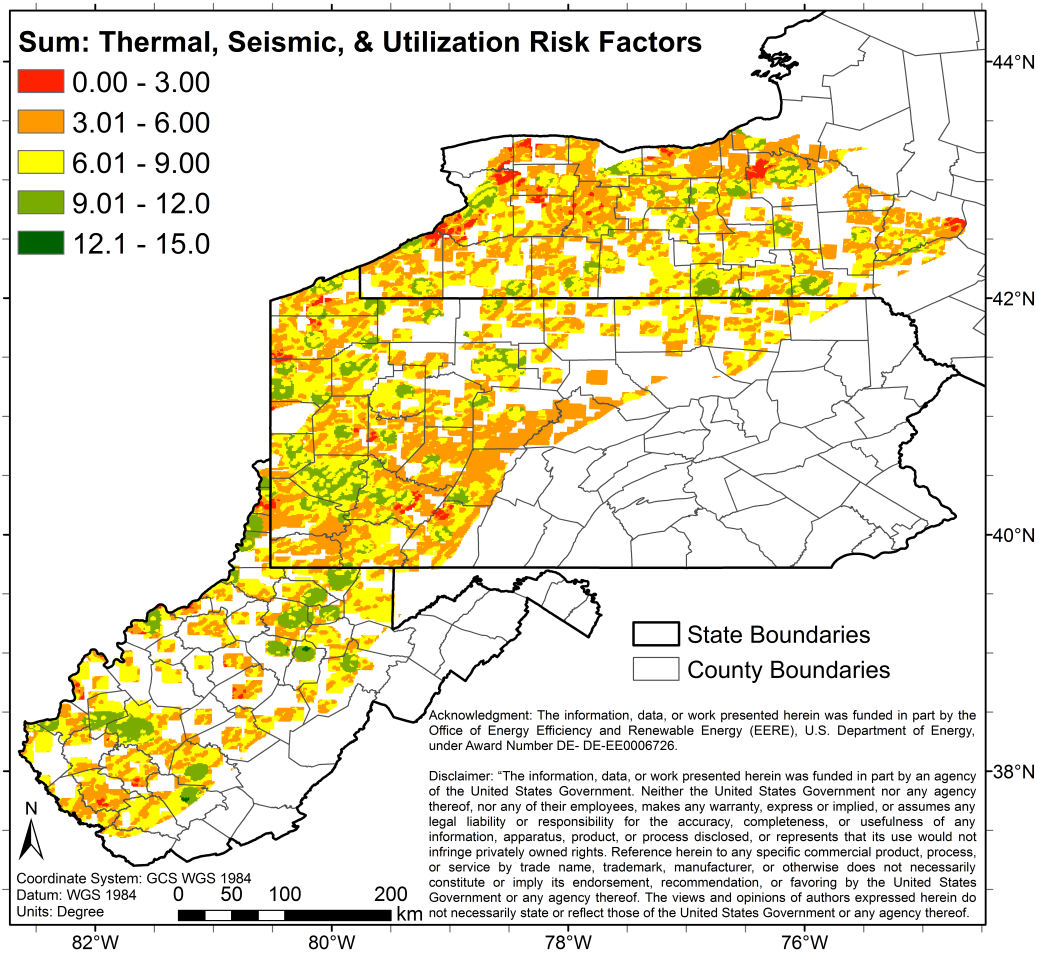 Sum: Thermal, Seismic, & Utilization Risk Factors
0.00 - 3.00
3.01 - 6.00
6.01 - 9.00
9.01 - 12.0
12.1 - 15.0
44°N
42°N
40°N
38°N
State Boundaries
County Boundaries
Acknowledgment: The information, data, or work presented herein was funded in part by the
Office of Energy Efficiency and Renewable Energy (EERE), U.S. Department of Energy,
under Award Number DE- DE-EE0006726.
Disclaimer: “The information, data, or work presented herein was funded in part by an agency
of the United States Government. Neither the United States Government nor any agency
thereof, nor any of their employees, makes any warranty, express or implied, or assumes any
legal liability or responsibility for the accuracy, completeness, or usefulness of any
information, apparatus, product, or process disclosed, or represents that its use would not
infringe privately owned rights. Reference herein to any specific commercial product, process,
or service by trade name, trademark, manufacturer, or otherwise does not necessarily
constitute or imply its endorsement, recommendation, or favoring by the United States
Government or any agency thereof. The views and opinions of authors expressed herein do
not necessarily state or reflect those of the United States Government or any agency thereof.
N
Coordinate System: GCS WGS 1984
Datum: WGS 1984
Units: Degree
0 50 100 200
km
82°W 80°W 78°W 76°W